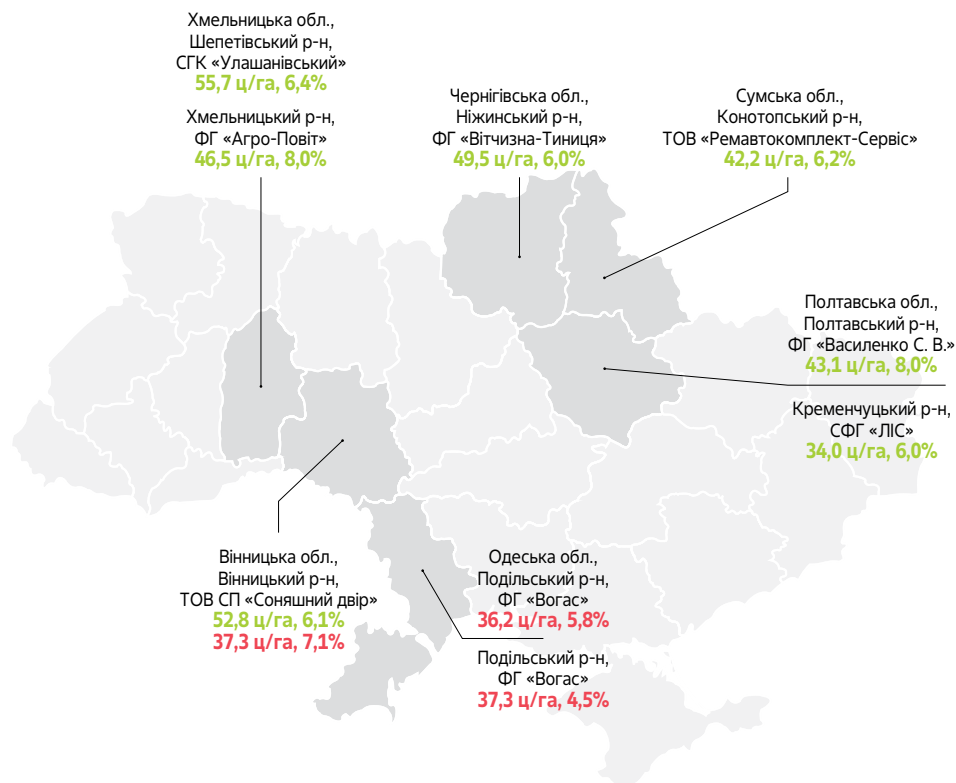 Хмельницька обл.,
Шепетівський р-н,
СГК «Улашанівський»
55,7 ц/га, 6,4%
Хмельницький р-н,
ФГ «Агро-Повіт»
46,5 ц/га, 8,0%
Чернігівська обл.,
Ніжинський р-н,
ФГ «Вітчизна-Тиниця»
49,5 ц/га, 6,0%
Сумська обл.,
Конотопський р-н,
ТОВ «Ремавтокомплект-Сервіс»
42,2 ц/га, 6,2%
Полтавська обл.,
Полтавський р-н,
ФГ «Василенко С. В.»
43,1 ц/га, 8,0%
Кременчуцький р-н,
СФГ «ЛІС»
34,0 ц/га, 6,0%
Вінницька обл.,
Вінницький р-н,
ТОВ СП «Соняшний двір»
52,8 ц/га, 6,1%
37,3 ц/га, 7,1%
Одеська обл.,
Подільський р-н,
ФГ «Вогас»
36,2 ц/га, 5,8%
Подільський р-н,
ФГ «Вогас»
37,3 ц/га, 4,5%